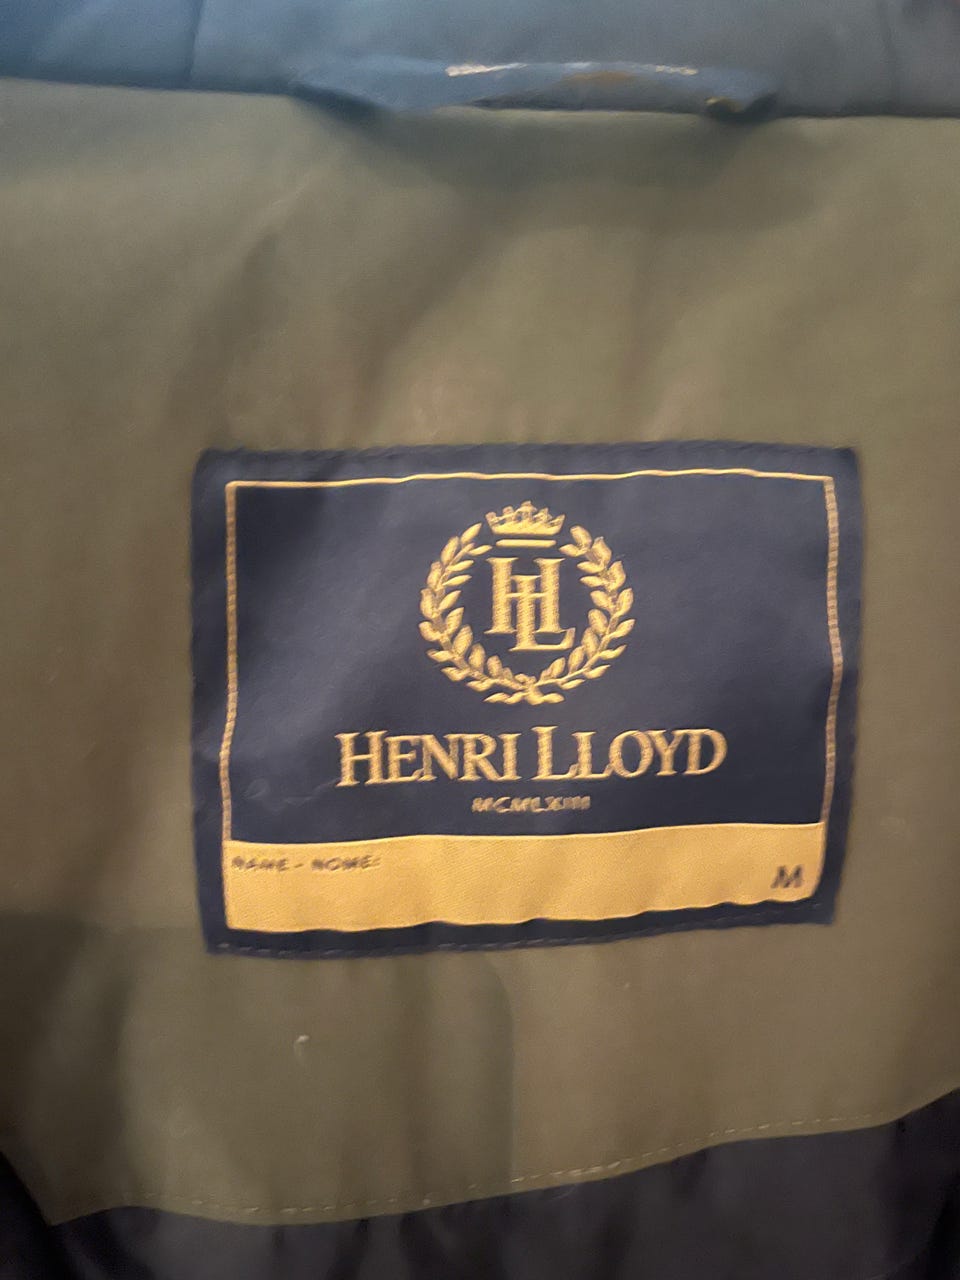 HL
HENRI LLOYD
MCMLXIII
NAME - NOME:
M